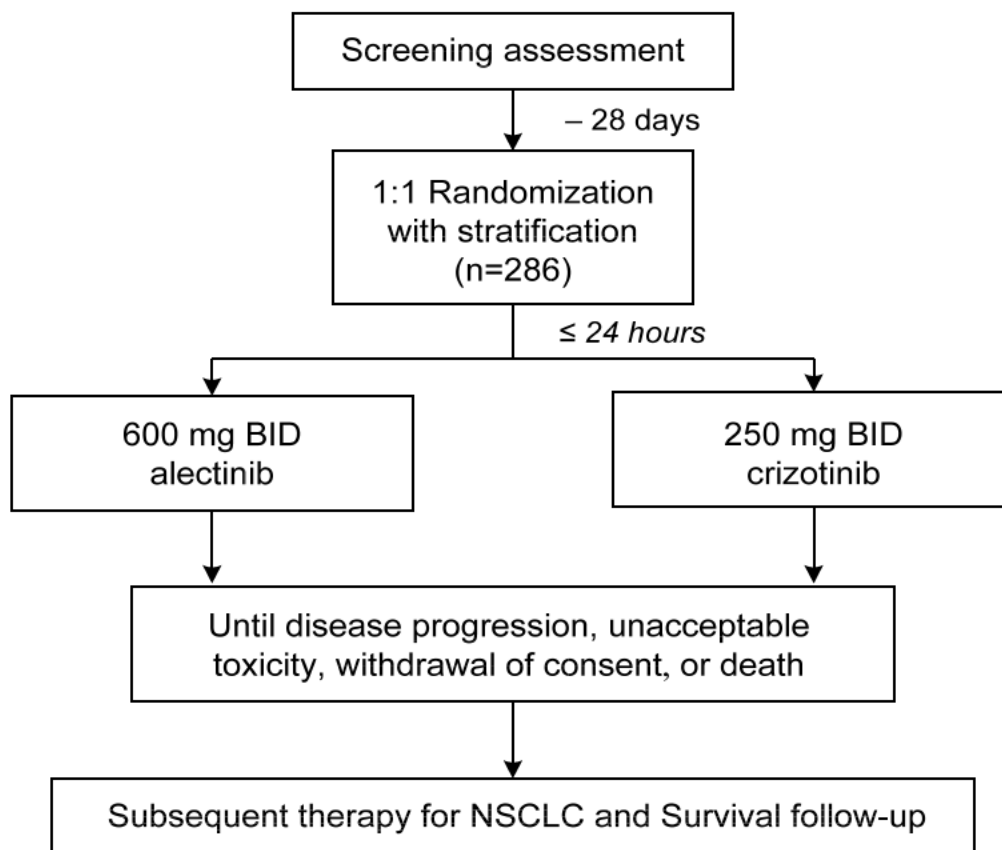 Screening assessment
– 28 days
1:1 Randomization
with stratification
(n=286)
≤ 24 hours
600 mg BID
alectinib
250 mg BID
crizotinib
Until disease progression, unacceptable
toxicity, withdrawal of consent, or death
Subsequent therapy for NSCLC and Survival follow-up